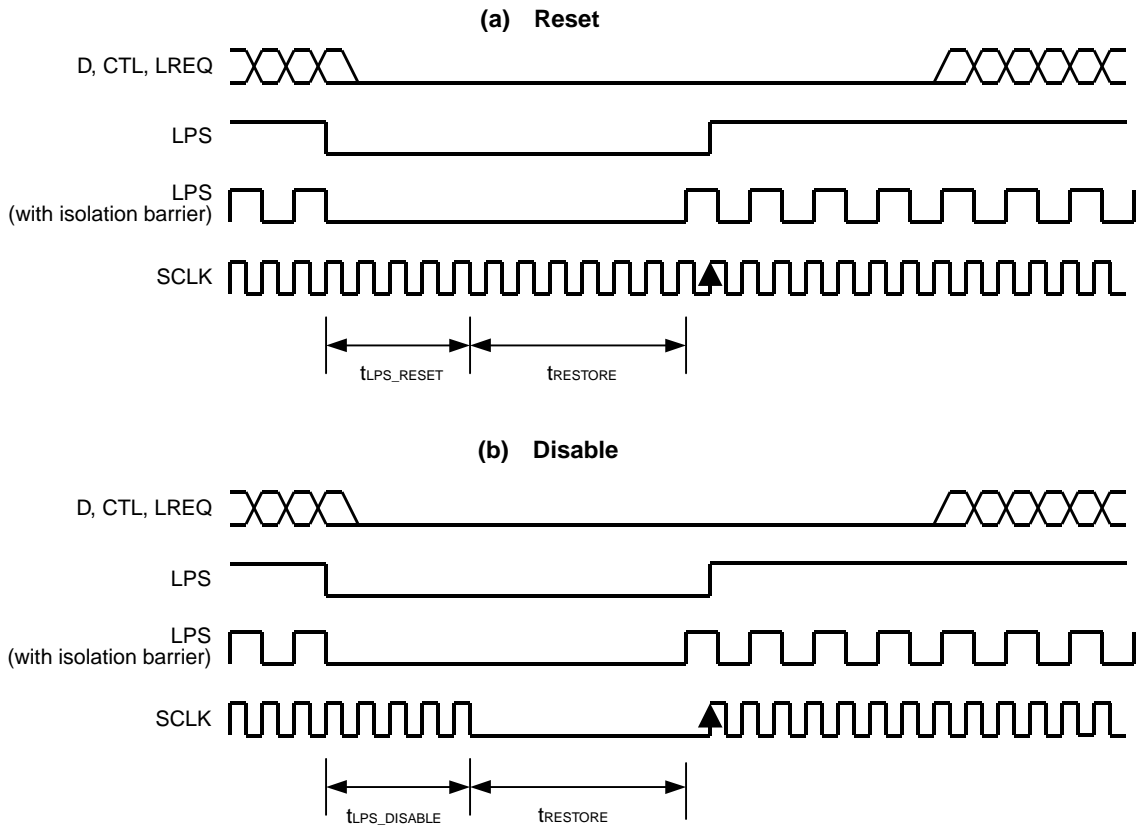 (a) Reset
D, CTL, LREQ
LPS
LPS
(with isolation barrier)
SCLK
tLPS_RESET
tRESTORE
(b) Disable
D, CTL, LREQ
LPS
LPS
(with isolation barrier)
SCLK
tLPS_DISABLE
tRESTORE